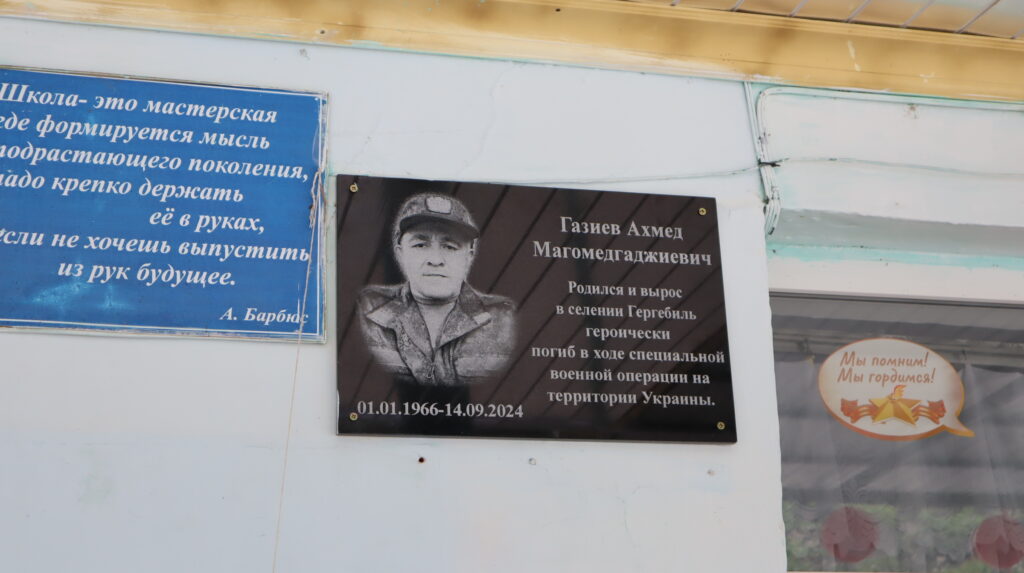 Школа- это мастерская
где формируется мысль
подрастающего поколения,
надо крепко держать
её в руках,
если не хочешь выпустить
из рук будущее.
А. Барбюс
Газиев Ахмед
Магомедгаджиевич
Родился и вырос
в селении Гергебиль
героически
погиб в ходе специальной
военной операции на
территории Украины.
01.01.1966-14.09.2024
Мы помним!
Мы гордимся!